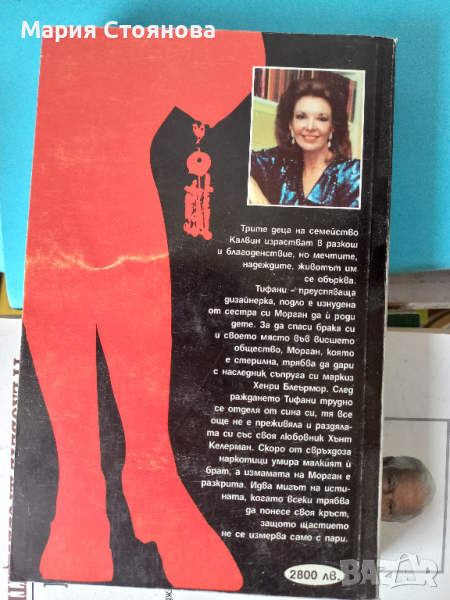 Мария Стоянова
Трите деца на семейство
Калвин израстват в разкош
и благоденствие, но мечтите,
надеждите, животът им
се обърква.
Тифани - преуспяваща
дизайнерка, подло е изнудена
от сестра си Морган да ѝ роди
дете. За да спаси брака си
и своето място във висшето
общество, Морган, която
е стерилна, трябва да дари
с наследник съпруга си маркиз
Хенри Блеърмор. След
раждането Тифани трудно
се отделя от сина си, тя все
още не е преживяла и раздяла-
та си със своя любовник Хънт
Келерман. Скоро от свръхдоза
наркотици умира малкият ѝ
брат, а измамата на Морган е
разкрита. Идва мигът на исти-
ната, когато всеки трябва
да понесе своя кръст,
защото щастието
не се измерва само с пари.
2800 лв.
BAZAR